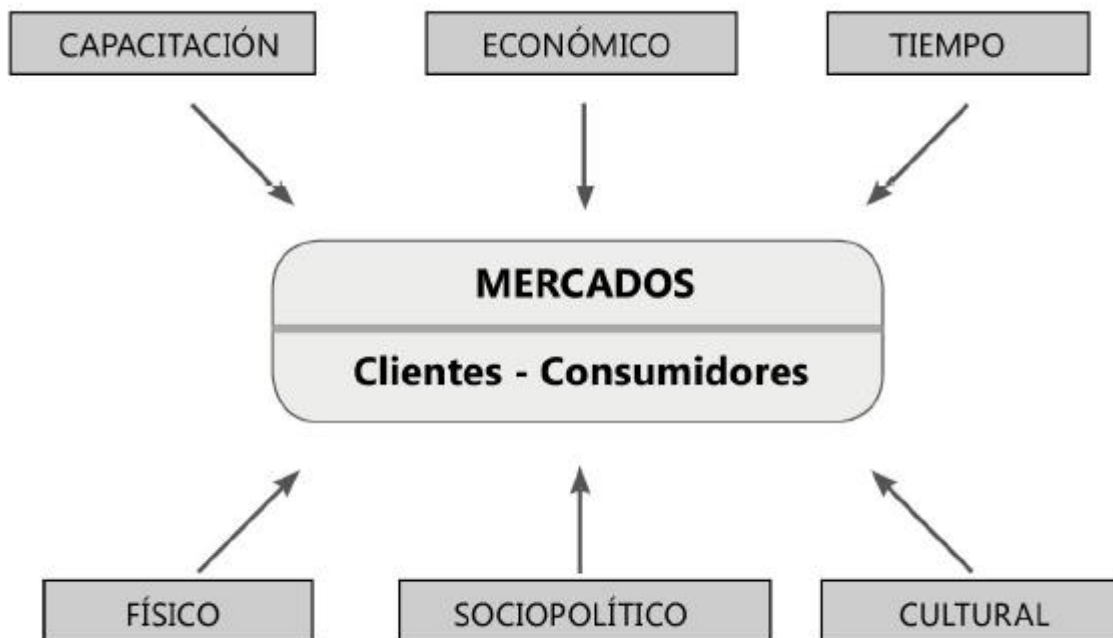 CAPACITACIÓN
ECONÓMICO
TIEMPO
MERCADOS
Clientes - Consumidores
FÍSICO
SOCIOPOLÍTICO
CULTURAL